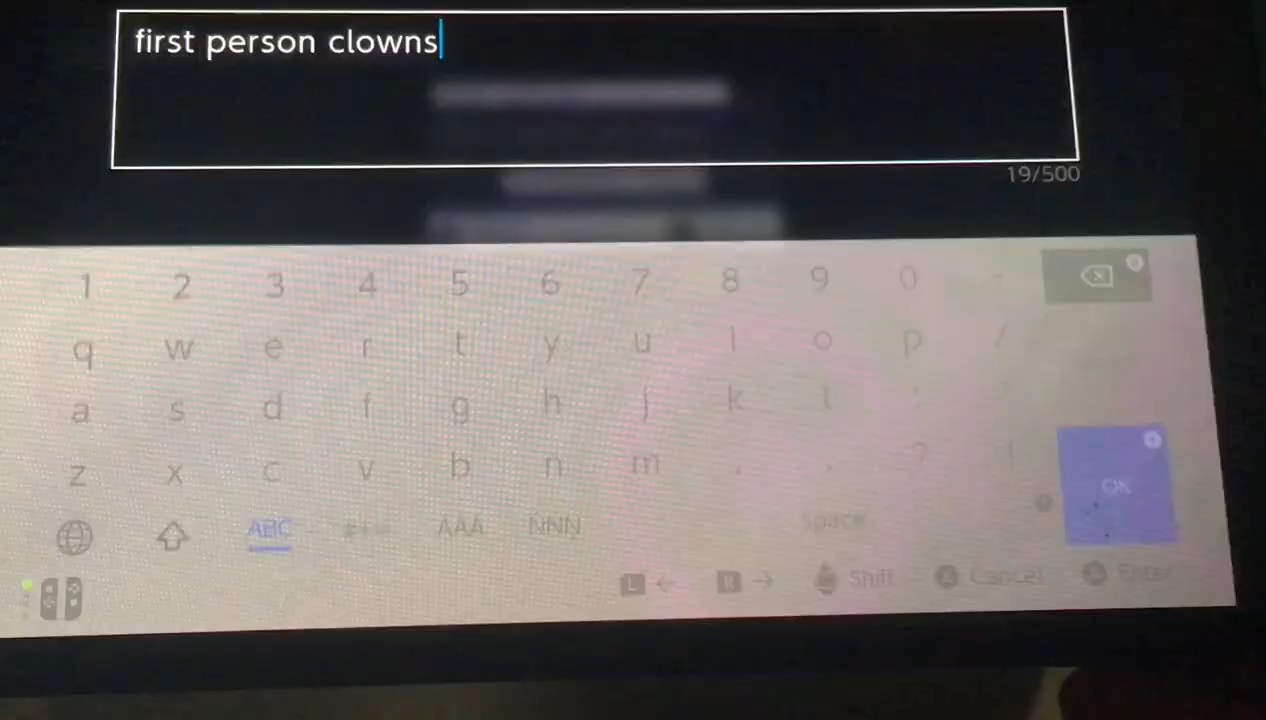 first person clowns
19/500
1 2 3 4 5 6 7 8 9 0 -
q w e r t y u i o p /
a s d f g h j k l
z x c v b n m , . ? !
ABC #+= ÀÄÂ Space
OK
L ← R → Shift Cancel Enter